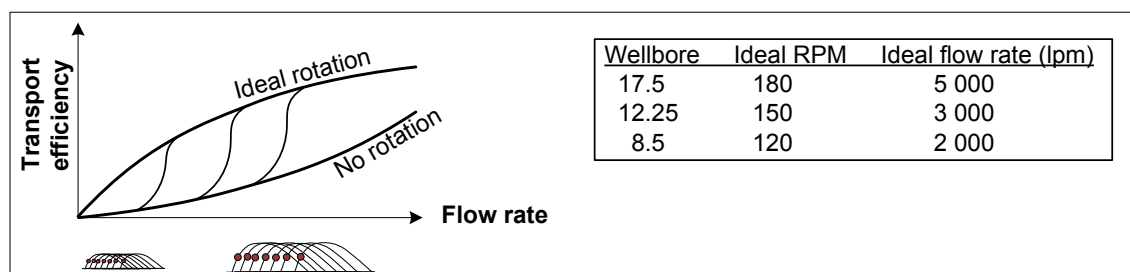 Transport
efficiency
Ideal rotation
No rotation
Flow rate
Wellbore Ideal RPM Ideal flow rate (lpm)
17.5 180 5 000
12.25 150 3 000
8.5 120 2 000